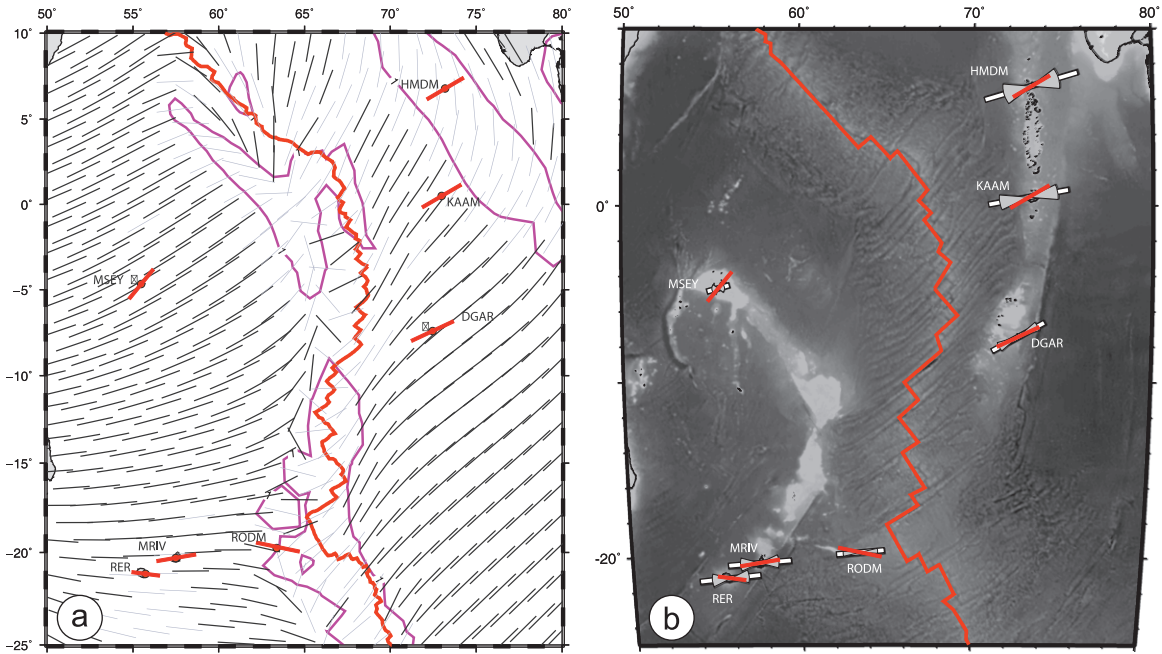 50° 55° 60° 65° 70° 75° 80°
10°
5°
0°
−5°
−10°
−15°
−20°
−25°
HMDM
KAAM
MSEY
DGAR
MRIV
RODM
RER
a
50° 60° 70° 80°
0°
−20°
HMDM
KAAM
MSEY
DGAR
MRIV
RODM
RER
b